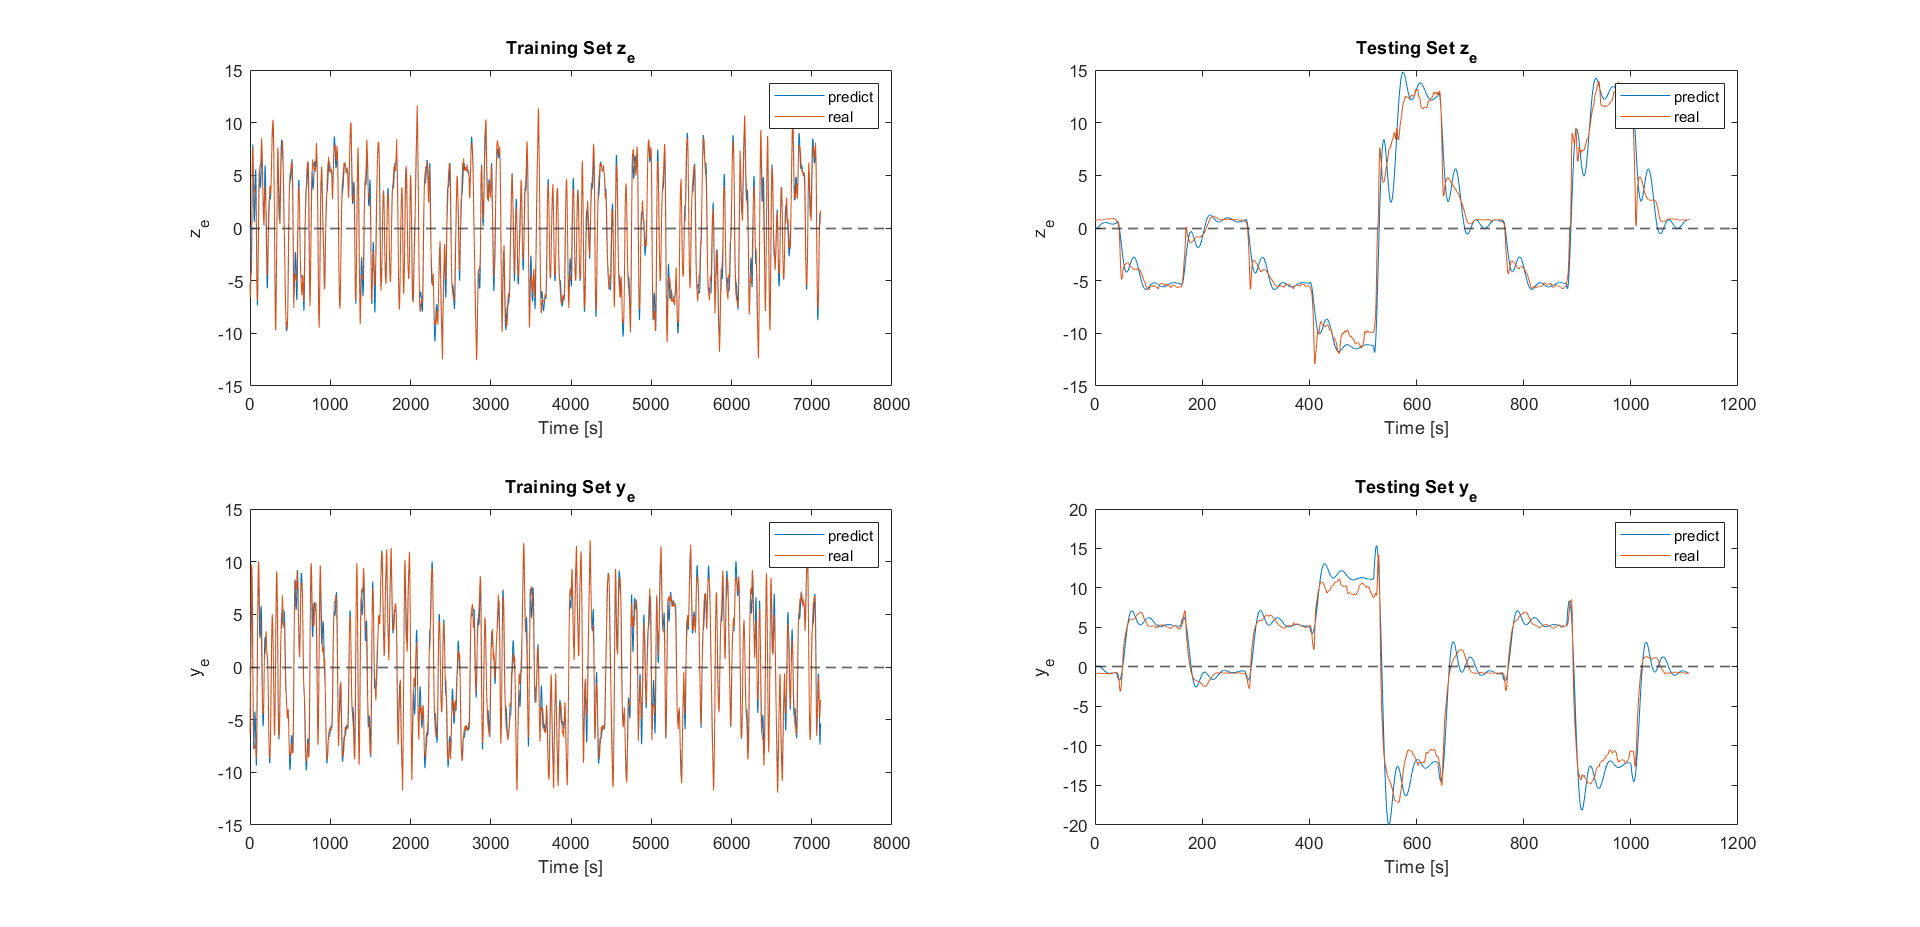 Training Set z_e
15
10
5
0
-5
-10
-15
z_e
predict
real
0 1000 2000 3000 4000 5000 6000 7000 8000
Time [s]
Testing Set z_e
15
10
5
0
-5
-10
-15
z_e
predict
real
0 200 400 600 800 1000 1200
Time [s]
Training Set y_e
15
10
5
0
-5
-10
-15
y_e
predict
real
0 1000 2000 3000 4000 5000 6000 7000 8000
Time [s]
Testing Set y_e
20
15
10
5
0
-5
-10
-15
-20
y_e
predict
real
0 200 400 600 800 1000 1200
Time [s]